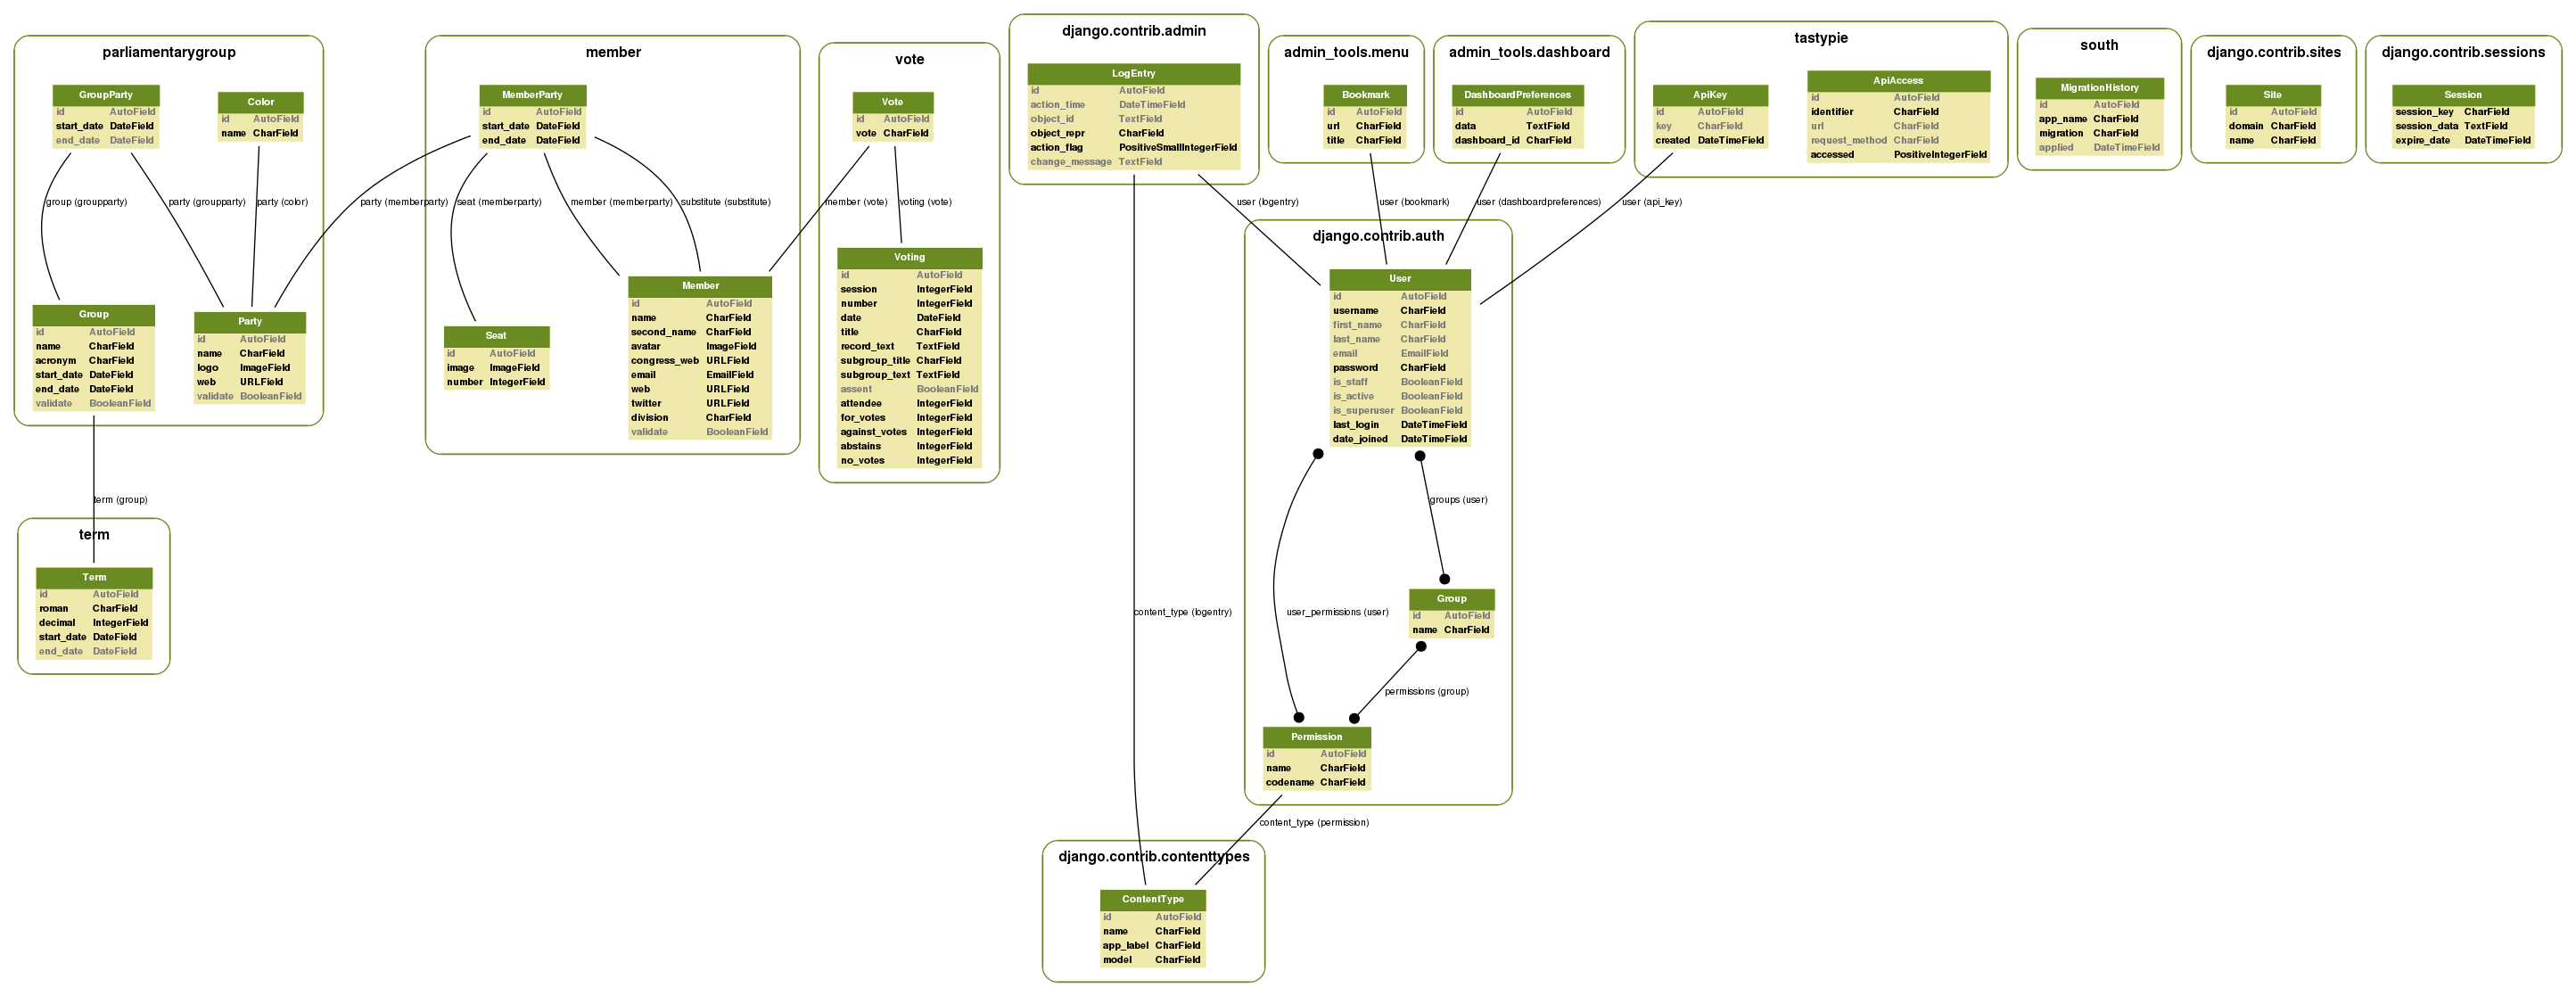 parliamentarygroup
GroupParty
id AutoField
start_date DateField
end_date DateField
Color
id AutoField
name CharField
group (groupparty)
party (groupparty)
party (color)
Group
id AutoField
name CharField
acronym CharField
start_date DateField
end_date DateField
validate BooleanField
Party
id AutoField
name CharField
logo ImageField
web URLField
validate BooleanField
term (group)
term
Term
id AutoField
roman CharField
decimal IntegerField
start_date DateField
end_date DateField
member
MemberParty
id AutoField
start_date DateField
end_date DateField
party (memberparty)
seat (memberparty)
member (memberparty)
substitute (substitute)
Seat
id AutoField
image ImageField
number IntegerField
Member
id AutoField
name CharField
second_name CharField
avatar ImageField
congress_web URLField
email EmailField
web URLField
twitter URLField
division CharField
validate BooleanField
vote
Vote
id AutoField
vote CharField
member (vote)
voting (vote)
Voting
id AutoField
session IntegerField
number IntegerField
date DateField
title CharField
record_text TextField
subgroup_title CharField
subgroup_text TextField
assent BooleanField
attendee IntegerField
for_votes IntegerField
against_votes IntegerField
abstains IntegerField
no_votes IntegerField
django.contrib.admin
LogEntry
id AutoField
action_time DateTimeField
object_id TextField
object_repr CharField
action_flag PositiveSmallIntegerField
change_message TextField
user (logentry)
content_type (logentry)
admin_tools.menu
Bookmark
id AutoField
url CharField
title CharField
user (bookmark)
admin_tools.dashboard
DashboardPreferences
id AutoField
data TextField
dashboard_id CharField
user (dashboardpreferences)
tastypie
ApiKey
id AutoField
key CharField
created DateTimeField
ApiAccess
id AutoField
identifier CharField
url CharField
request_method CharField
accessed PositiveIntegerField
user (api_key)
south
MigrationHistory
id AutoField
app_name CharField
migration CharField
applied DateTimeField
django.contrib.sites
Site
id AutoField
domain CharField
name CharField
django.contrib.sessions
Session
session_key CharField
session_data TextField
expire_date DateTimeField
django.contrib.auth
User
id AutoField
username CharField
first_name CharField
last_name CharField
email EmailField
password CharField
is_staff BooleanField
is_active BooleanField
is_superuser BooleanField
last_login DateTimeField
date_joined DateTimeField
groups (user)
user_permissions (user)
Group
id AutoField
name CharField
permissions (group)
Permission
id AutoField
name CharField
codename CharField
content_type (permission)
django.contrib.contenttypes
ContentType
id AutoField
name CharField
app_label CharField
model CharField